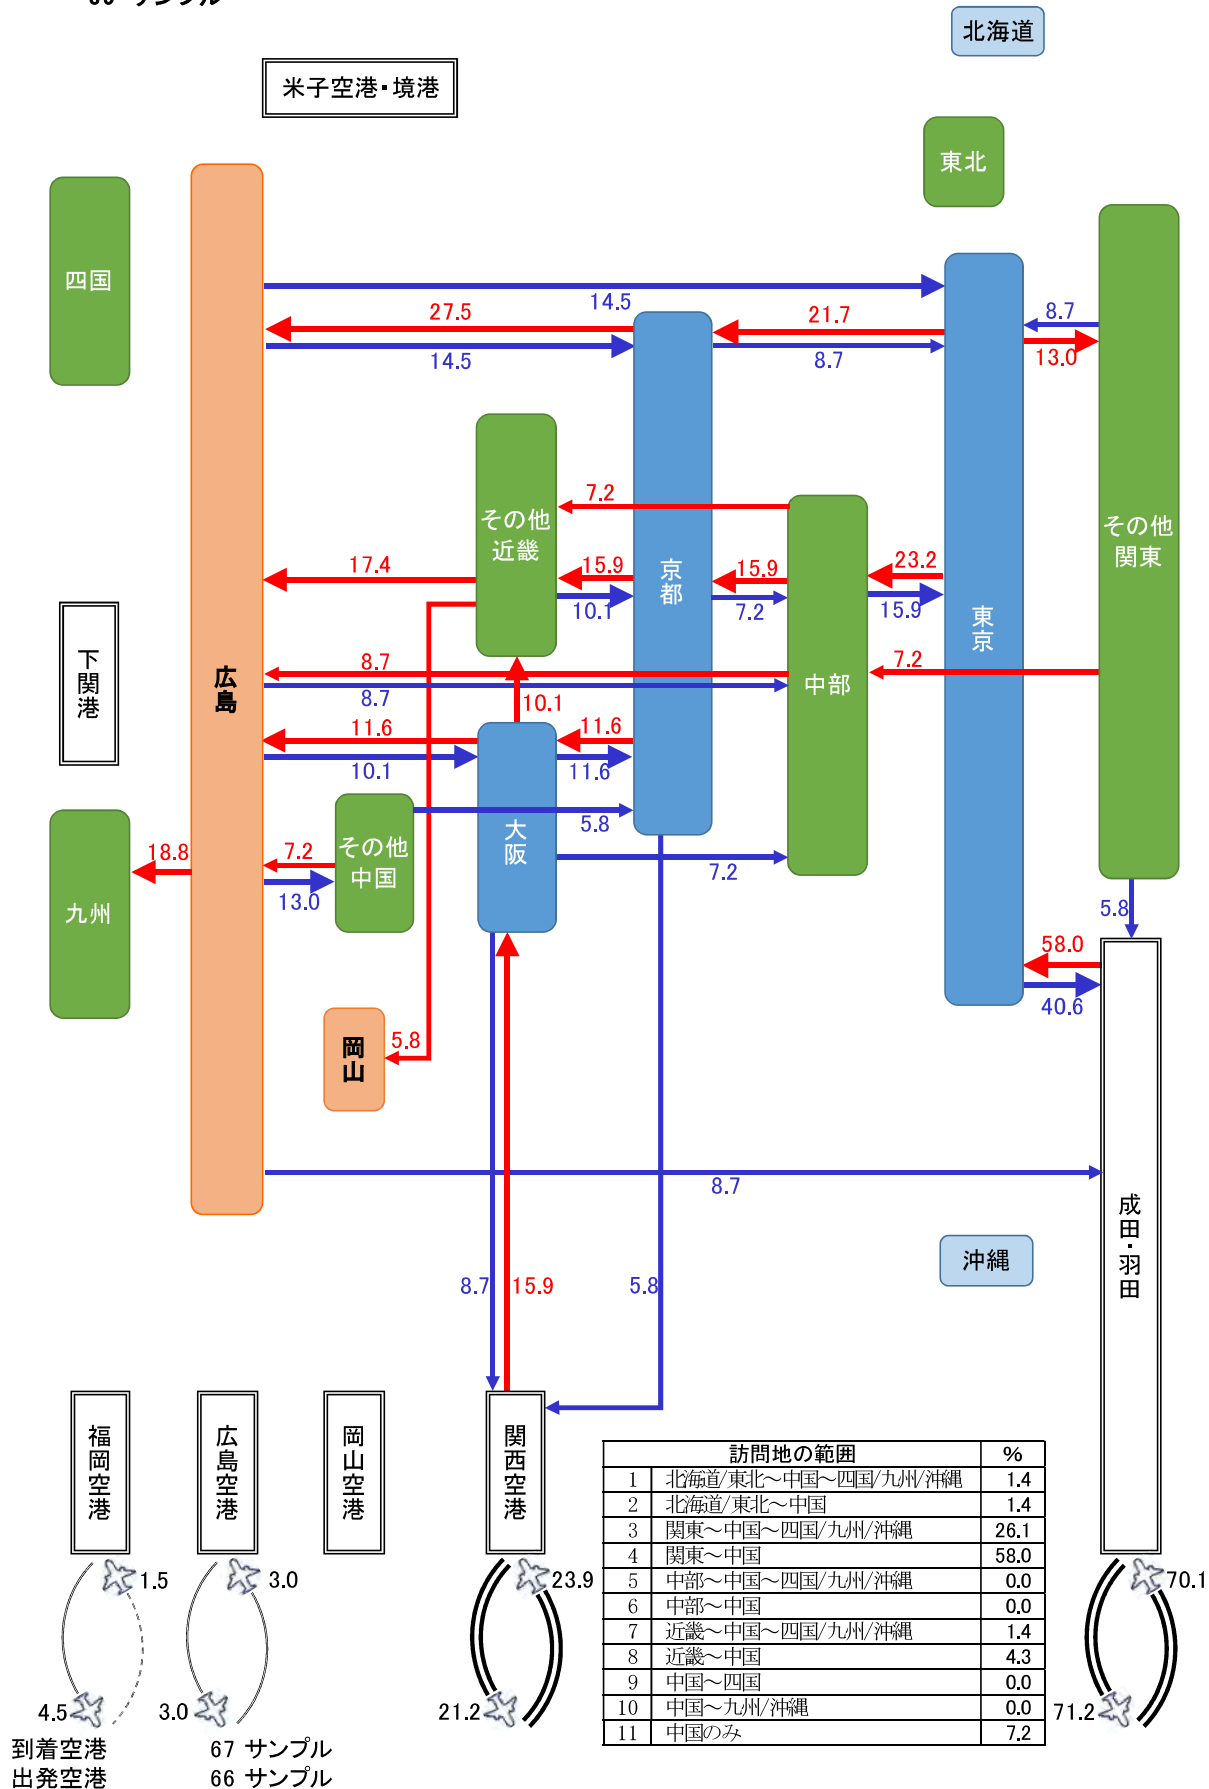 サンプル
北海道
米子空港・境港
東北
四国
14.5
27.5
21.7
8.7
14.5
8.7
13.0
その他
近畿
7.2
その他
関東
京都
17.4
15.9
15.9
23.2
10.1
7.2
15.9
東京
下関港
広島
8.7
7.2
中部
8.7
10.1
11.6
11.6
10.1
11.6
大阪
5.8
その他
中国
18.8
7.2
7.2
13.0
九州
5.8
58.0
40.6
岡山
5.8
8.7
成田・羽田
沖縄
8.7
15.9
5.8
福岡空港
広島空港
岡山空港
関西空港
訪問地の範囲 %
1 北海道/東北～中国～四国/九州/沖縄 1.4
2 北海道/東北～中国 1.4
3 関東～中国～四国/九州/沖縄 26.1
4 関東～中国 58.0
5 中部～中国～四国/九州/沖縄 0.0
6 中部～中国 0.0
7 近畿～中国～四国/九州/沖縄 1.4
8 近畿～中国 4.3
9 中国～四国 0.0
10 中国～九州/沖縄 0.0
11 中国のみ 7.2
1.5
3.0
23.9
70.1
4.5
3.0
21.2
71.2
到着空港 67 サンプル
出発空港 66 サンプル